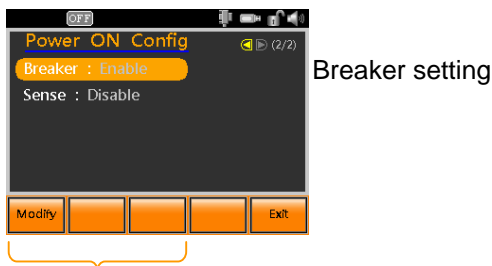 OFF
Power ON Config (2/2)
Breaker : Enable
Breaker setting
Sense : Disable
Modify Exit